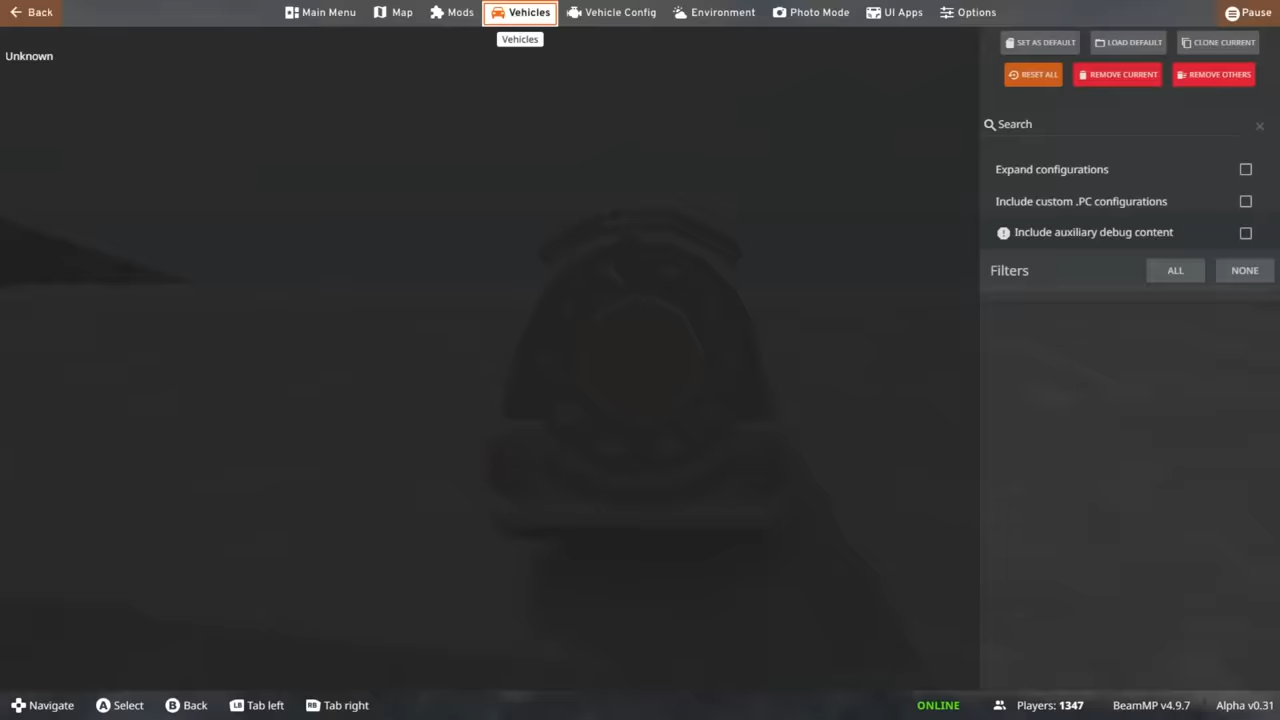 Back
Main Menu
Map
Mods
Vehicles
Vehicle Config
Environment
Photo Mode
UI Apps
Options
Pause
Vehicles
Unknown
SET AS DEFAULT
LOAD DEFAULT
CLONE CURRENT
RESET ALL
REMOVE CURRENT
REMOVE OTHERS
Search
Expand configurations
Include custom .PC configurations
Include auxiliary debug content
Filters
ALL
NONE
Navigate
A Select
B Back
LB Tab left
RB Tab right
ONLINE
Players: 1347
BeamMP v4.9.7
Alpha v0.31